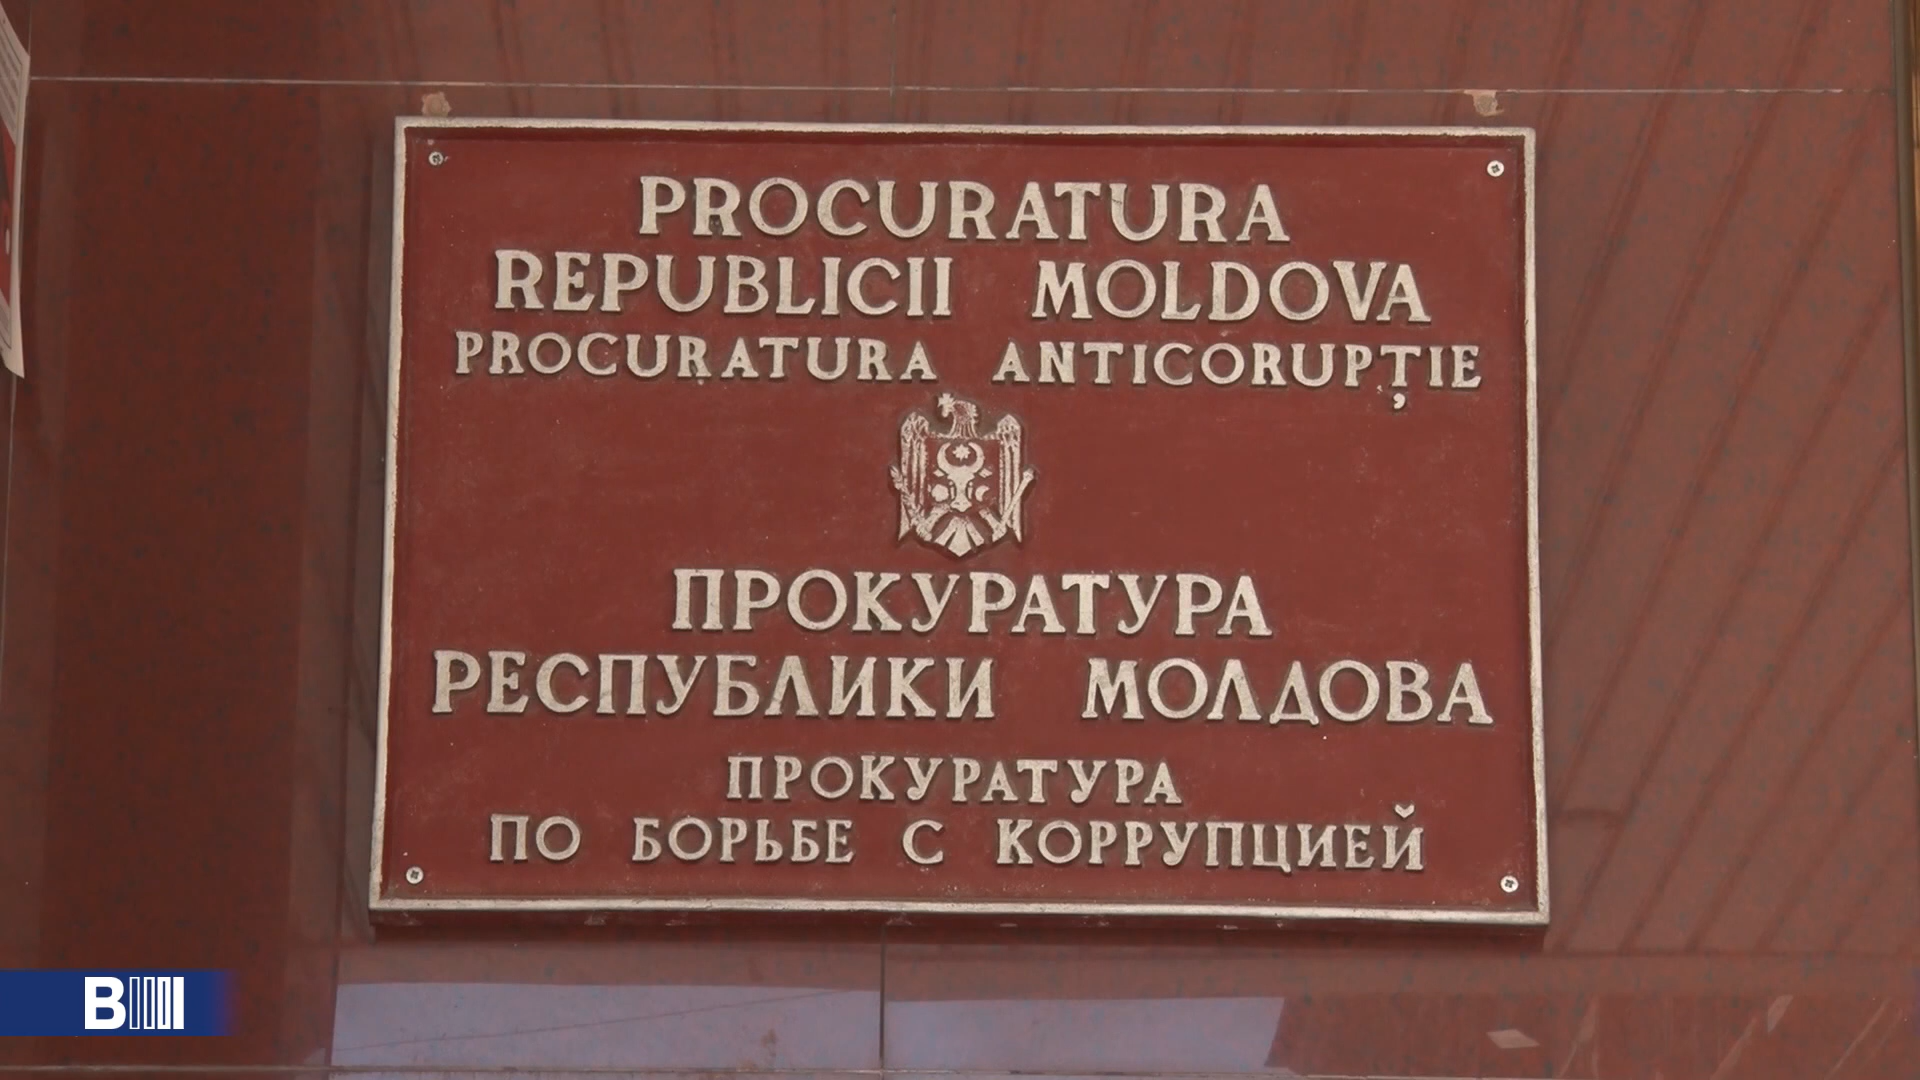 PROCURATURA
REPUBLICII MOLDOVA
PROCURATURA ANTICORUPȚIE
ПРОКУРАТУРА
РЕСПУБЛИКИ МОЛДОВА
ПРОКУРАТУРА
ПО БОРЬБЕ С КОРРУПЦИЕЙ
B